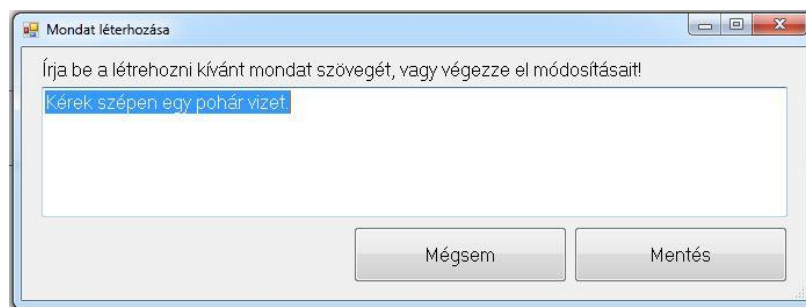 Mondat léterhozása
Írja be a létrehozni kívánt mondat szövegét, vagy végezze el módosításait!
Kérek szépen egy pohár vizet.
Mégsem
Mentés